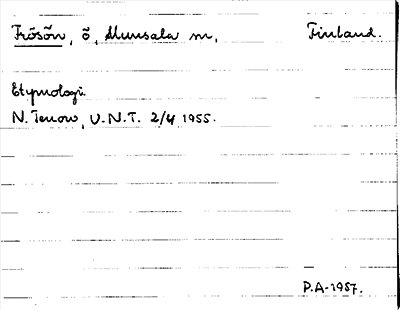 Frösön, ö, Munsala m, Finland.
Etymologi.
N. Tenow, U.N.T. 2/4 1955.
P.A-1957.